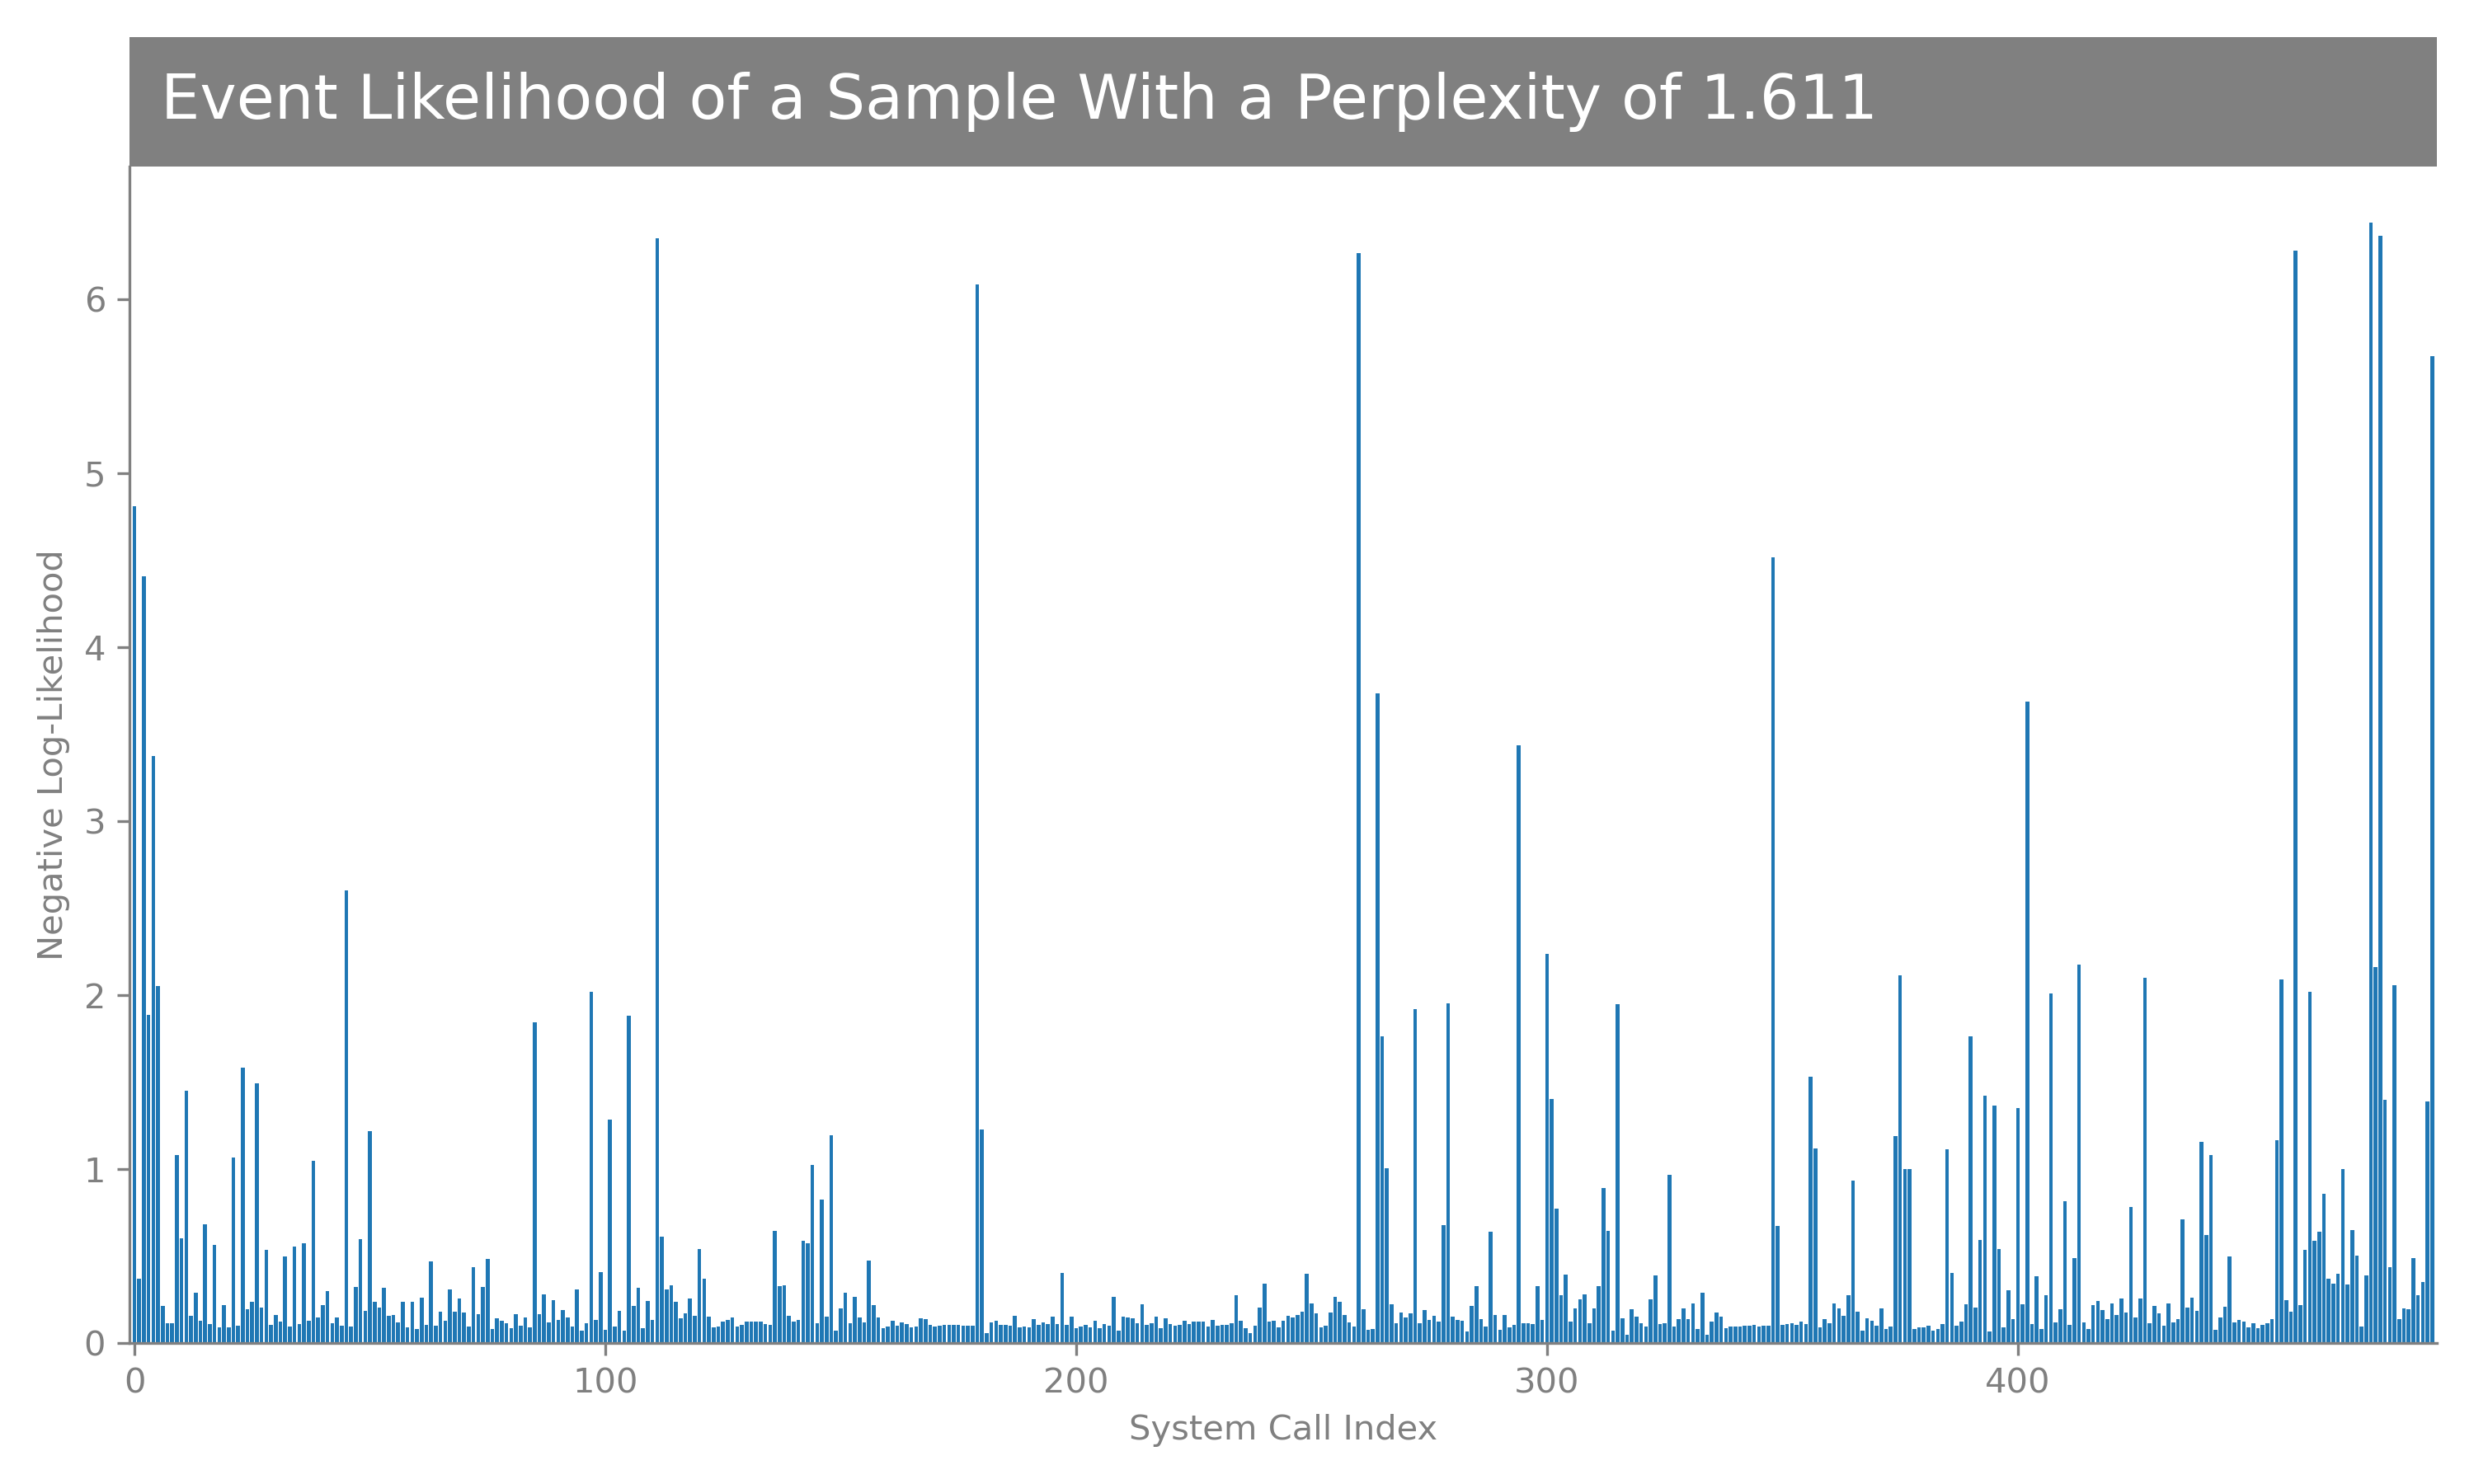 Event Likelihood of a Sample With a Perplexity of 1.611
Negative Log-Likelihood
6
5
4
3
2
1
0
0 100 200 300 400
System Call Index